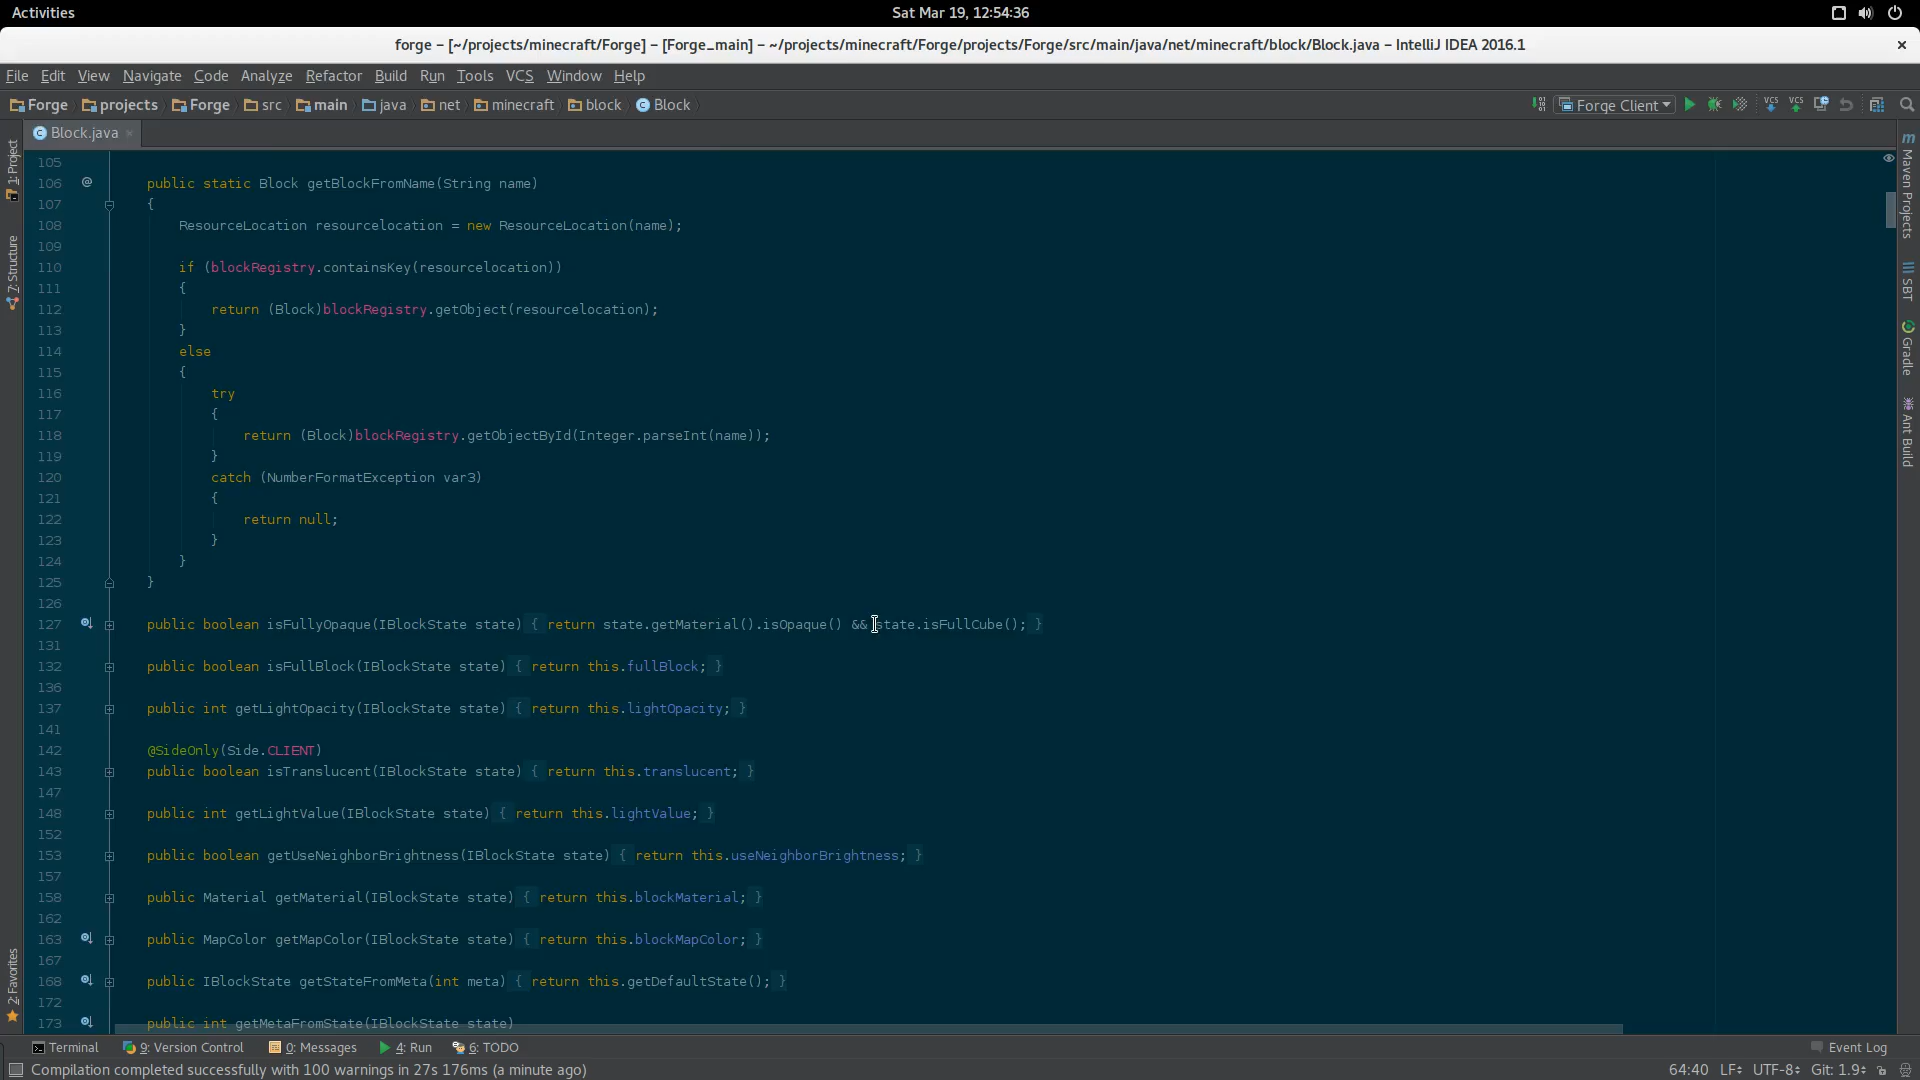 Activities
Sat Mar 19, 12:54:36
forge – [~/projects/minecraft/Forge] – [Forge_main] – ~/projects/minecraft/Forge/projects/Forge/src/main/java/net/minecraft/block/Block.java – IntelliJ IDEA 2016.1
File Edit View Navigate Code Analyze Refactor Build Run Tools VCS Window Help
Forge projects Forge src main java net minecraft block Block
Forge Client VCS VCS
Block.java
1: Project
7: Structure
2: Favorites
105
106 @ public static Block getBlockFromName(String name)
107 {
108 ResourceLocation resourcelocation = new ResourceLocation(name);
109
110 if (blockRegistry.containsKey(resourcelocation))
111 {
112 return (Block)blockRegistry.getObject(resourcelocation);
113 }
114 else
115 {
116 try
117 {
118 return (Block)blockRegistry.getObjectById(Integer.parseInt(name));
119 }
120 catch (NumberFormatException var3)
121 {
122 return null;
123 }
124 }
125 }
126
127 public boolean isFullyOpaque(IBlockState state) { return state.getMaterial().isOpaque() && state.isFullCube(); }
131
132 public boolean isFullBlock(IBlockState state) { return this.fullBlock; }
136
137 public int getLightOpacity(IBlockState state) { return this.lightOpacity; }
141
142 @SideOnly(Side.CLIENT)
143 public boolean isTranslucent(IBlockState state) { return this.translucent; }
147
148 public int getLightValue(IBlockState state) { return this.lightValue; }
152
153 public boolean getUseNeighborBrightness(IBlockState state) { return this.useNeighborBrightness; }
157
158 public Material getMaterial(IBlockState state) { return this.blockMaterial; }
162
163 public MapColor getMapColor(IBlockState state) { return this.blockMapColor; }
167
168 public IBlockState getStateFromMeta(int meta) { return this.getDefaultState(); }
172
173 public int getMetaFromState(IBlockState state)
Maven Projects
SBT
Gradle
Ant Build
Terminal 9: Version Control 0: Messages 4: Run 6: TODO Event Log
Compilation completed successfully with 100 warnings in 27s 176ms (a minute ago) 64:40 LF UTF-8 Git: 1.9